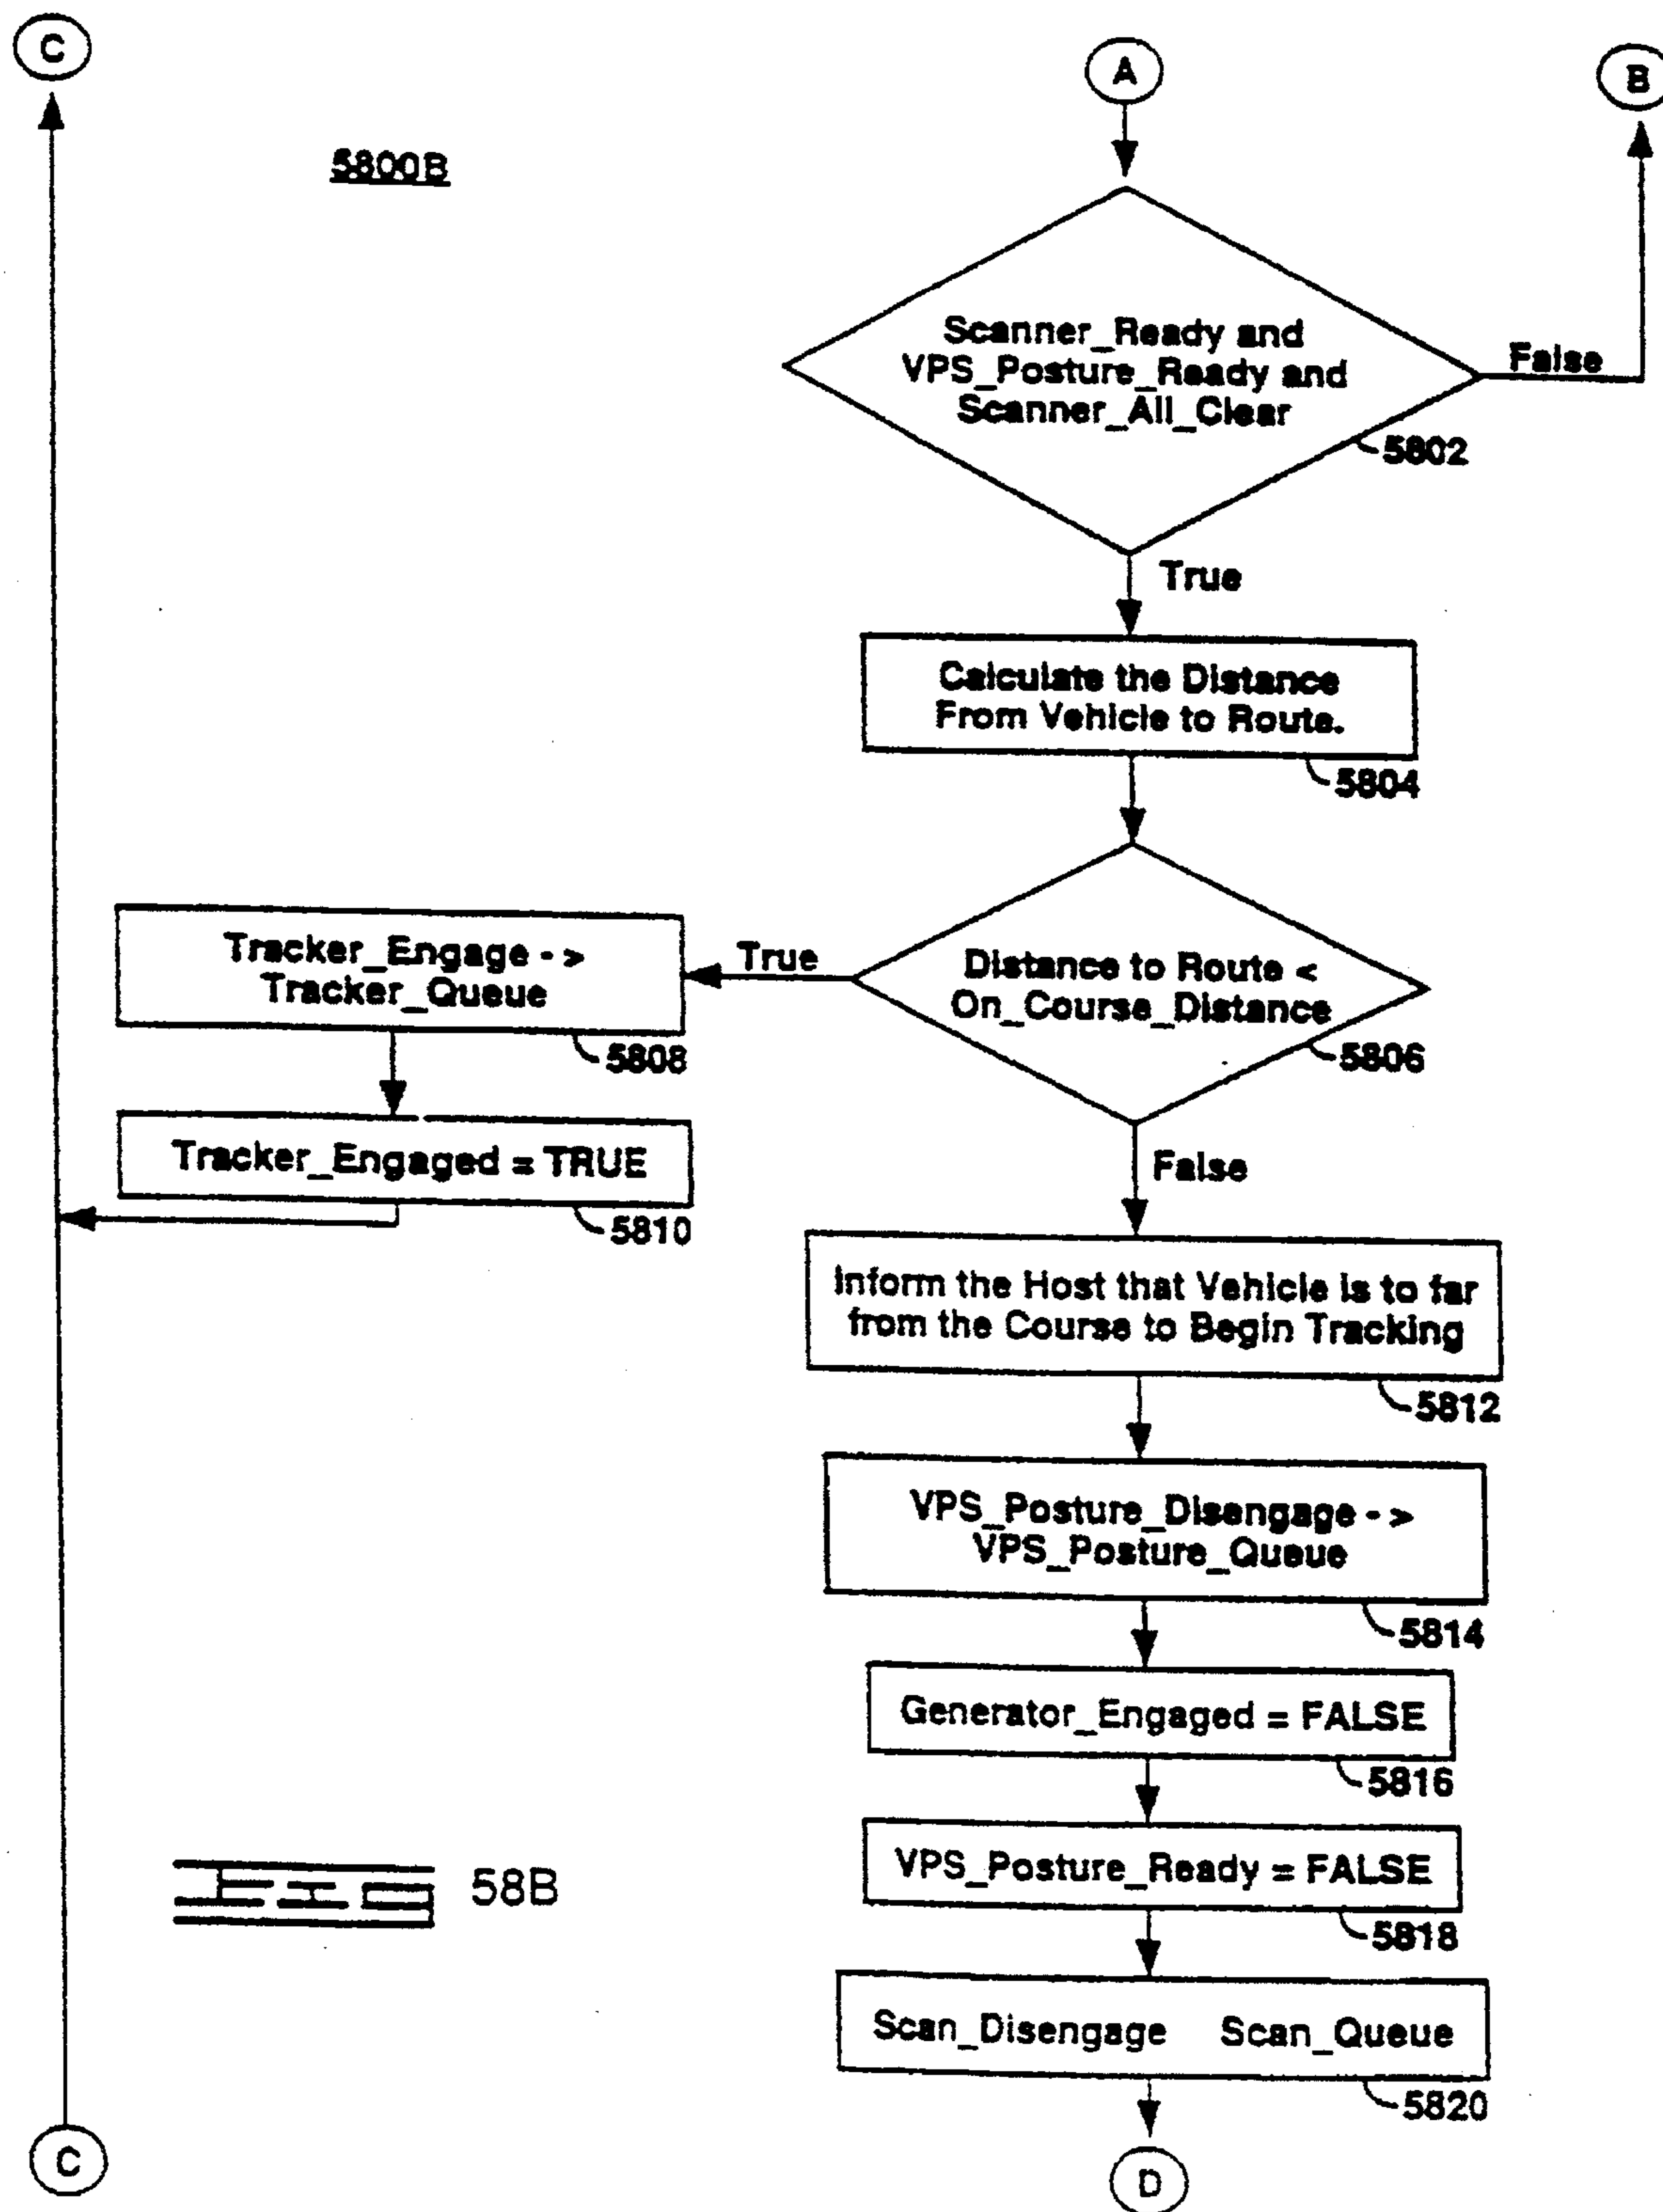 C
A
B
5800B
Scanner_Ready and
VPS_Posture_Ready and
Scanner_All_Clear
False
5802
True
Calculate the Distance
From Vehicle to Route.
5804
Distance to Route <
On_Course_Distance
5806
True
Tracker_Engage - >
Tracker_Queue
5808
Tracker_Engaged = TRUE
5810
False
Inform the Host that Vehicle is to far
from the Course to Begin Tracking
5812
VPS_Posture_Disengage - >
VPS_Posture_Queue
5814
Generator_Engaged = FALSE
5816
VPS_Posture_Ready = FALSE
5818
Scan_Disengage Scan_Queue
5820
FIG 58B
C
D